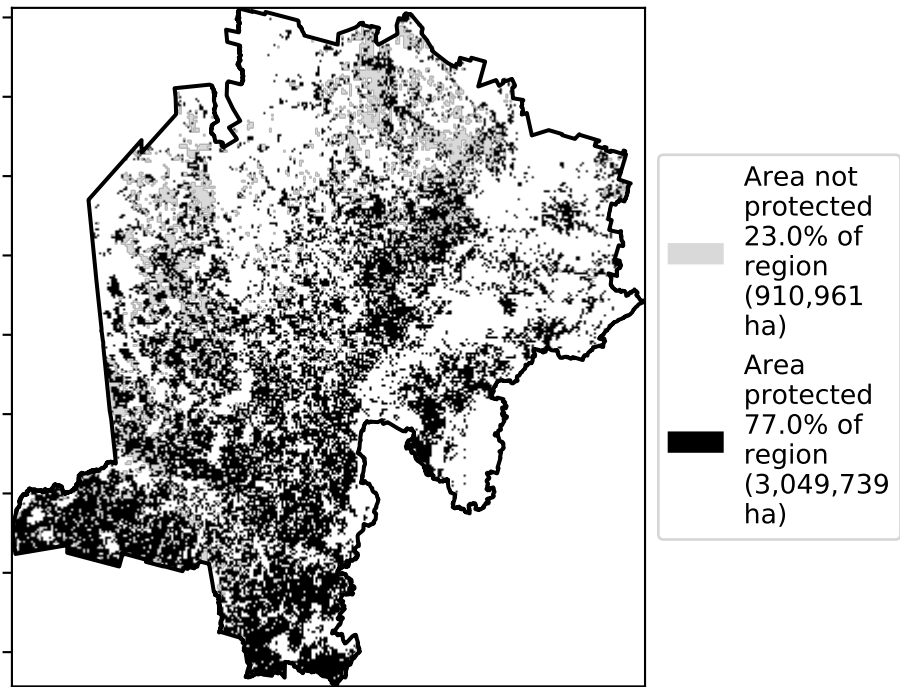 Area not
protected
23.0% of
region
(910,961
ha)
Area
protected
77.0% of
region
(3,049,739
ha)